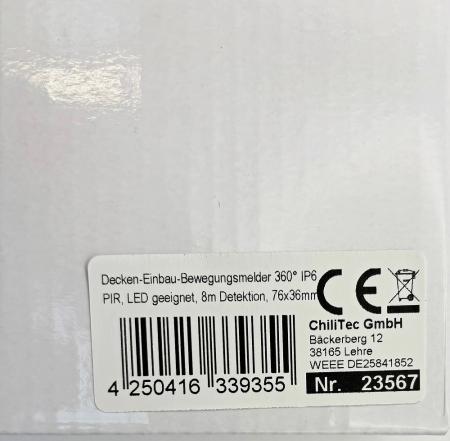 Decken-Einbau-Bewegungsmelder 360° IP6
PIR, LED geeignet, 8m Detektion, 76x36mm
CE
ChiliTec GmbH
Bäckerberg 12
38165 Lehre
WEEE DE25841852
Nr. 23567
4 250416 339355